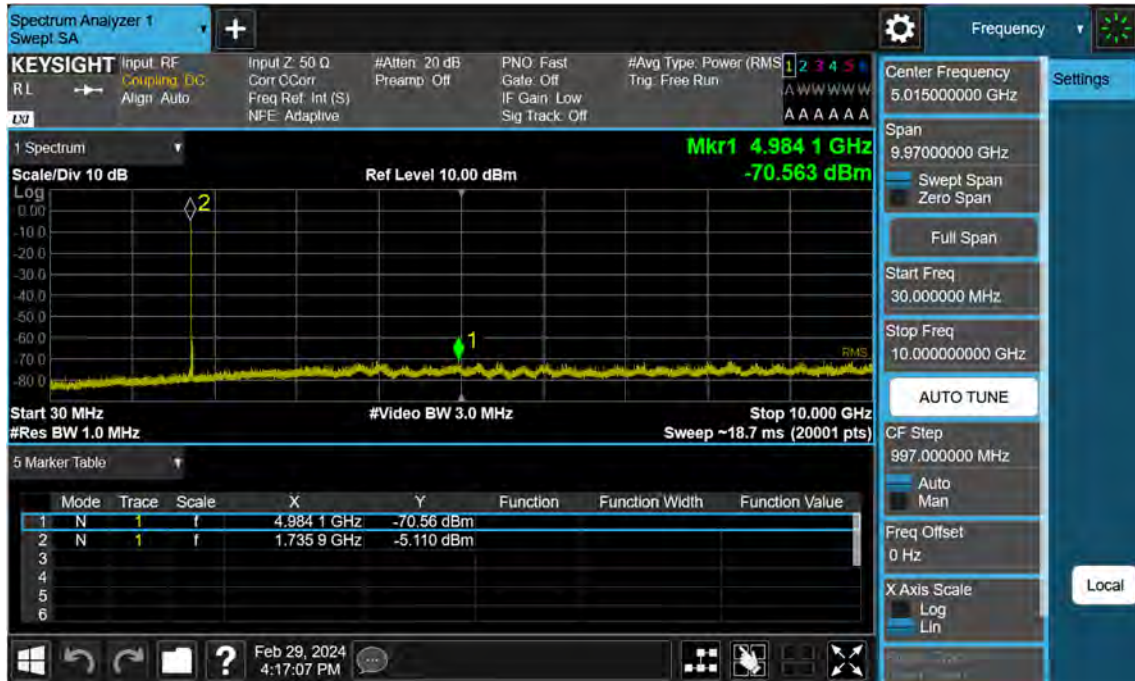 Spectrum Analyzer 1
Swept SA
+
Frequency
KEYSIGHT
RL
LXI
Input: RF
Coupling: DC
Align: Auto
Input Z: 50 Ω
Corr CCorr
Freq Ref: Int (S)
NFE: Adaptive
#Atten: 20 dB
Preamp: Off
PNO: Fast
Gate: Off
IF Gain: Low
Sig Track: Off
#Avg Type: Power (RMS
Trig: Free Run
1 2 3 4 5 6
A W W W W W
A A A A A A
1 Spectrum
Scale/Div 10 dB
Ref Level 10.00 dBm
Mkr1 4.984 1 GHz
-70.563 dBm
Log
0.00
-10.0
-20.0
-30.0
-40.0
-50.0
-60.0
-70.0
-80.0
2
1
RMS
Start 30 MHz
#Video BW 3.0 MHz
Stop 10.000 GHz
#Res BW 1.0 MHz
Sweep ~18.7 ms (20001 pts)
5 Marker Table
Mode Trace Scale X Y Function Function Width Function Value
1 N 1 f 4.984 1 GHz -70.56 dBm
2 N 1 f 1.735 9 GHz -5.110 dBm
3
4
5
6
?
Feb 29, 2024
4:17:07 PM
Center Frequency
5.015000000 GHz
Span
9.97000000 GHz
Swept Span
Zero Span
Full Span
Start Freq
30.000000 MHz
Stop Freq
10.000000000 GHz
AUTO TUNE
CF Step
997.000000 MHz
Auto
Man
Freq Offset
0 Hz
X Axis Scale
Log
Lin
Settings
Local